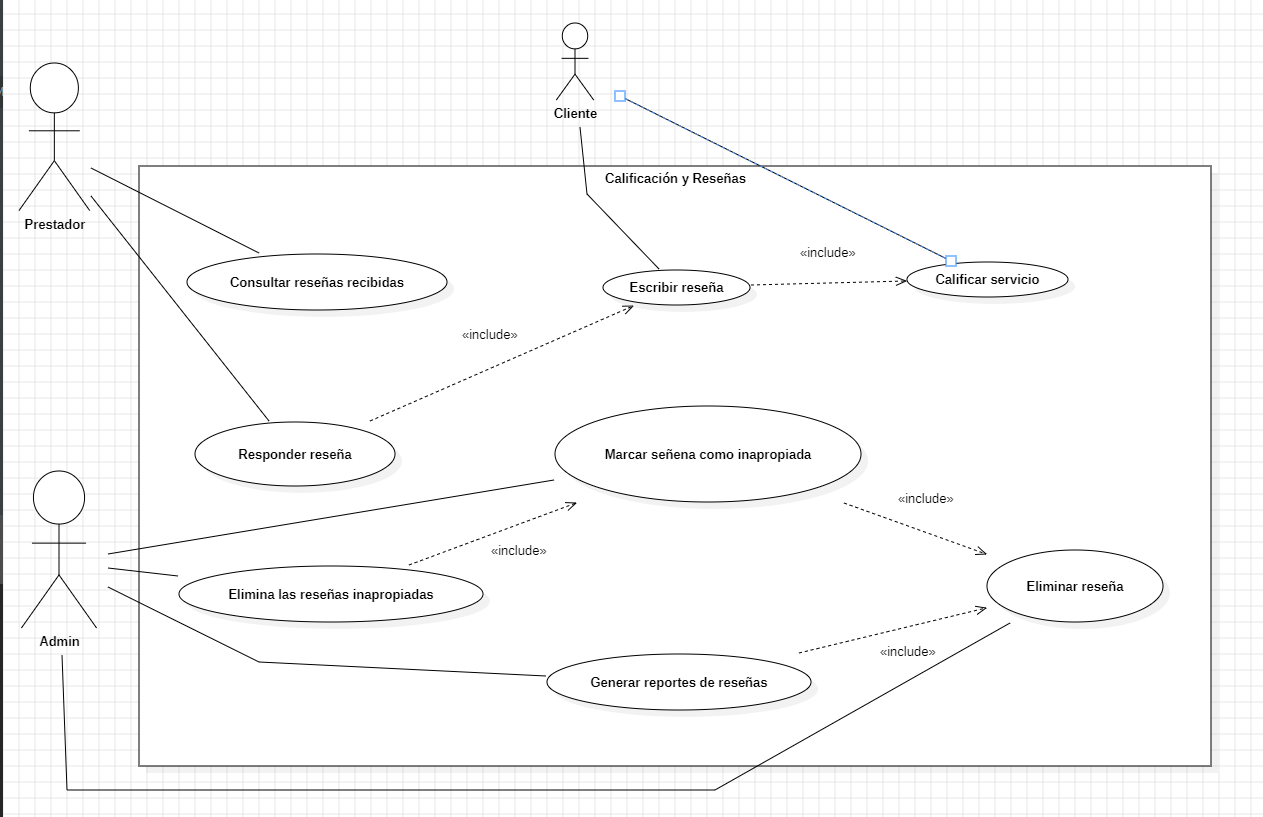 Cliente
Prestador
Calificación y Reseñas
«include»
Consultar reseñas recibidas
Escribir reseña
Calificar servicio
«include»
Responder reseña
Marcar señena como inapropiada
«include»
«include»
Elimina las reseñas inapropiadas
Eliminar reseña
Admin
«include»
Generar reportes de reseñas